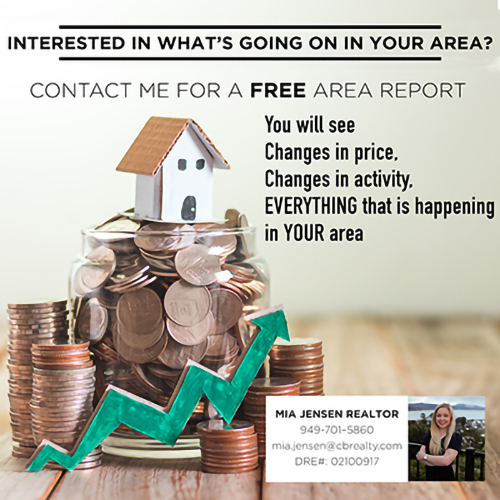 INTERESTED IN WHAT'S GOING ON IN YOUR AREA?
CONTACT ME FOR A FREE AREA REPORT
You will see
Changes in price,
Changes in activity,
EVERYTHING that is happening
in YOUR area
MIA JENSEN REALTOR
949-701-5860
mia.jensen@cbrealty.com
DRE#: 02100917